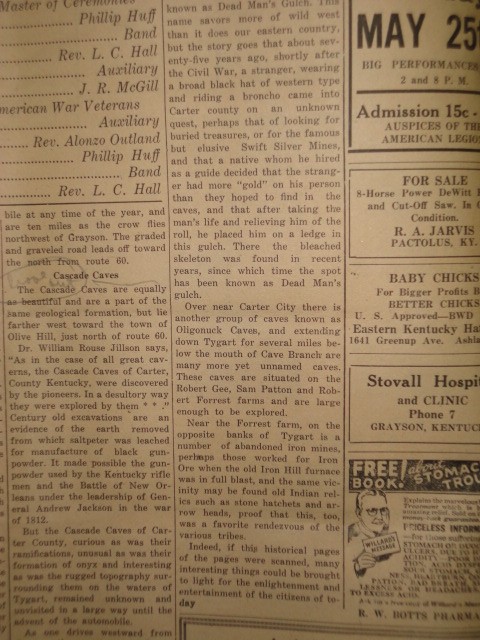 Master of Ceremonies
Phillip Huff
Band
Rev. L. C. Hall
Auxiliary
J. R. McGill
merican War Veterans
Auxiliary
Rev. Alonzo Outland
Phillip Huff
Band
Rev. L. C. Hall
bile at any time of the year, and
are ten miles as the crow flies
northwest of Grayson. The graded
and graveled road leads off toward
the north from route 60.
Cascade Caves
The Cascade Caves are equally
as beautiful and are a part of the
same geological formation, but lie
farther west toward the town of
Olive Hill, just north of route 60.
Dr. William Rouse Jillson says,
"As in the case of all great cav-
erns, the Cascade Caves of Carter,
County Kentucky, were discovered
by the pioneers. In a desultory way
they were explored by them * * ."
Century old excavations are an
evidence of the earth removed
from which saltpeter was leached
for manufacture of black gun-
powder. It made possible the gun-
powder used by the Kentucky rifle
men and the Battle of New Or-
leans under the leadership of Gen-
eral Andrew Jackson in the war
of 1812.
But the Cascade Caves of Car-
ter County, curious as was their
ramifications, unusual as was their
formation of onyx and interesting
as was the rugged topography sur-
rounding them on the waters of
Tygart, remained unknown and
unvisited in a large way until the
advent of the automobile.
As one drives westward from
known as Dead Man's Gulch. This
name savors more of wild west
than it does our eastern country,
but the story goes that about sev-
enty-five years ago, shortly after
the Civil War, a stranger, wearing
a broad black hat of western type
and riding a broncho came into
Carter county on an unknown
quest, perhaps that of looking for
buried treasures, or for the famous
but elusive Swift Silver Mines,
and that a native whom he hired
as a guide decided that the strang-
er had more "gold" on his person
than they hoped to find in the
caves, and that after taking the
man's life and relieving him of the
roll, he placed him on a ledge in
this gulch. There the bleached
skeleton was found in recent
years, since which time the spot
has been known as Dead Man's
gulch.
Over near Carter City there is
another group of caves known as
Oligonuck Caves, and extending
down Tygart for several miles be-
low the mouth of Cave Branch are
many more yet unnamed caves.
These caves are situated on the
Robert Gee, Sam Patton and Rob-
ert Forrest farms and are large
enough to be explored.
Near the Forrest farm, on the
opposite banks of Tygart is a
number of abandoned iron mines,
perhaps those worked for Iron
Ore when the old Iron Hill furnace
was in full blast, and the same vic-
inity may be found old Indian rel-
ics such as stone hatchets and ar-
row heads, proof that this, too,
was a favorite rendesvous of the
various tribes.
Indeed, if this historical pages
of the pages were scanned, many
interesting things could be brought
to light for the enlightenment and
entertainment of the citizens of to-
day
MAY 25
BIG PERFORMANCES
2 and 8 P. M.
Admission 15c -
AUSPICES OF TH
AMERICAN LEGIO
FOR SALE
8-Horse Power DeWitt
and Cut-Off Saw. In
Condition.
R. A. JARVIS
PACTOLUS, KY.
BABY CHICKS
For Bigger Profits B
BETTER CHICKS
U. S. Approved—BWD
Eastern Kentucky Hat
1641 Greenup Ave. Ashla
Stovall Hospit
and CLINIC
Phone 7
GRAYSON, KENTUC
FREE!
BOOK!
about STOMAC
TROU
WILLARD'S
MESSAGE
PRICELESS INFORM
R. W. BOTTS PHARMA